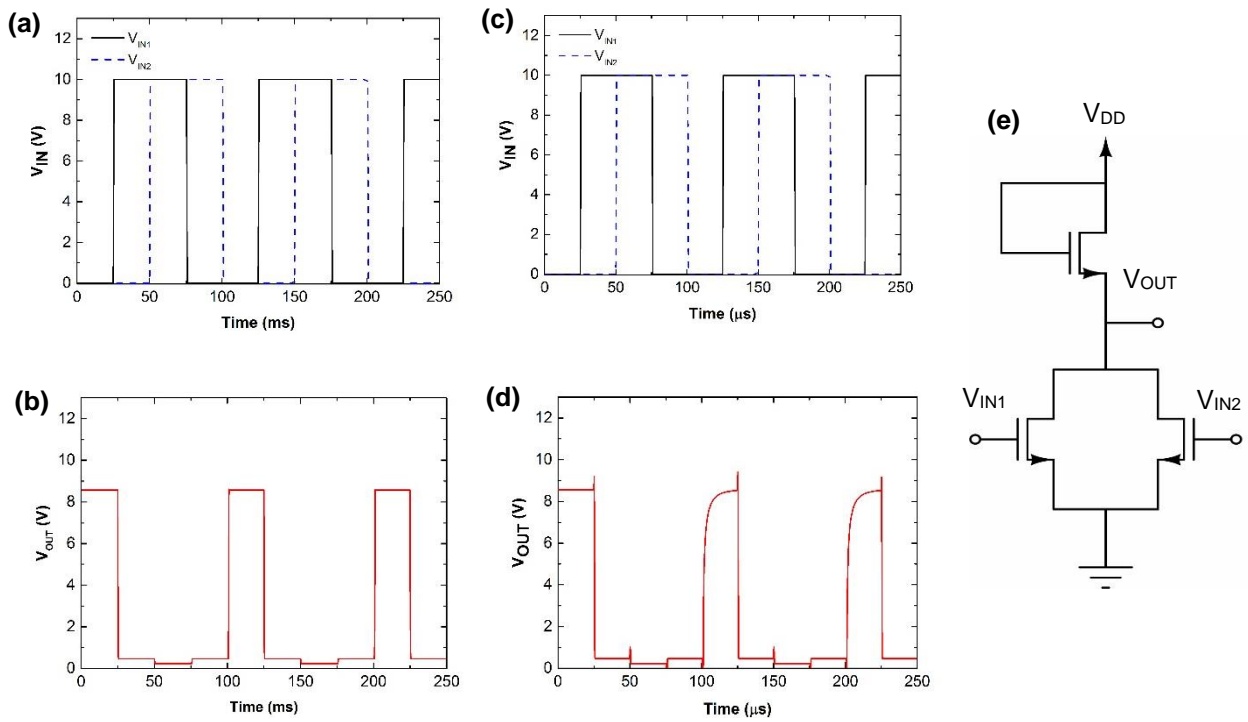 (a)
V_IN1
V_IN2
12
10
8
6
4
2
0
V_IN (V)
0 50 100 150 200 250
Time (ms)
(c)
V_IN1
V_IN2
12
10
8
6
4
2
0
V_IN (V)
0 50 100 150 200 250
Time (μs)
(b)
12
10
8
6
4
2
0
V_OUT (V)
0 50 100 150 200 250
Time (ms)
(d)
12
10
8
6
4
2
0
V_OUT (V)
0 50 100 150 200 250
Time (μs)
(e)
V_DD
V_OUT
V_IN1
V_IN2